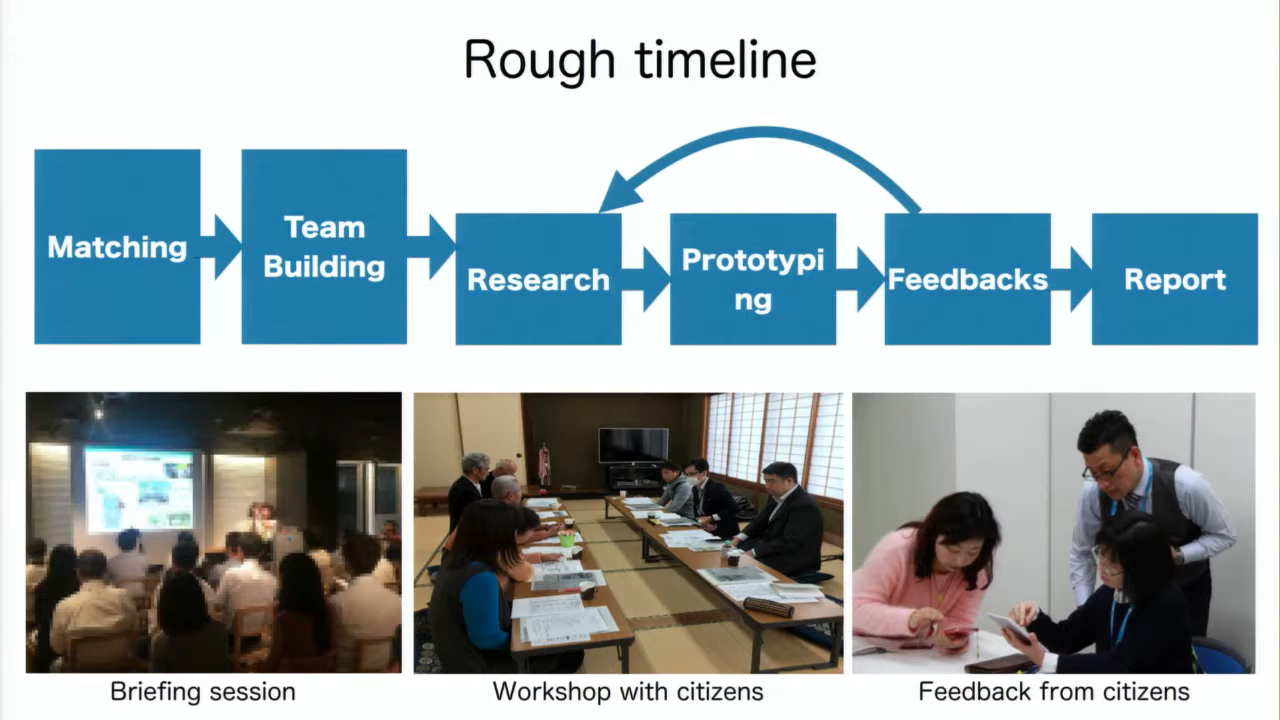 Rough timeline
Matching
Team
Building
Research
Prototypi
ng
Feedbacks
Report
Briefing session
Workshop with citizens
Feedback from citizens